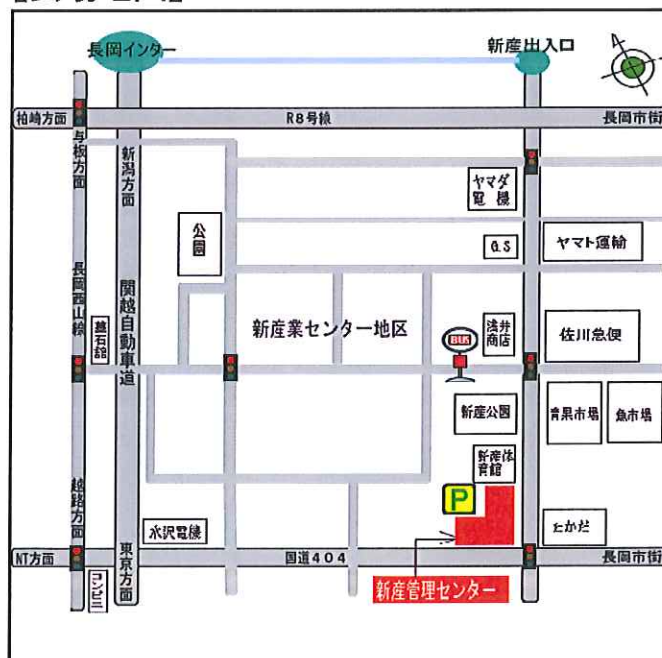 長岡インター
新産出入口
柏崎方面
R8号線
長岡市街
与板方面
新潟方面
ヤマダ
電機
公園
G.S
ヤマト運輸
長岡西山線
関越自動車道
墓石舘
新産業センター地区
BUS
浅井
商店
佐川急便
新産公園
青果市場
魚市場
新産体
育館
P
越路方面
水沢電機
たかだ
NT方面
東京方面
国道404
長岡市街
コンビニ
新産管理センター